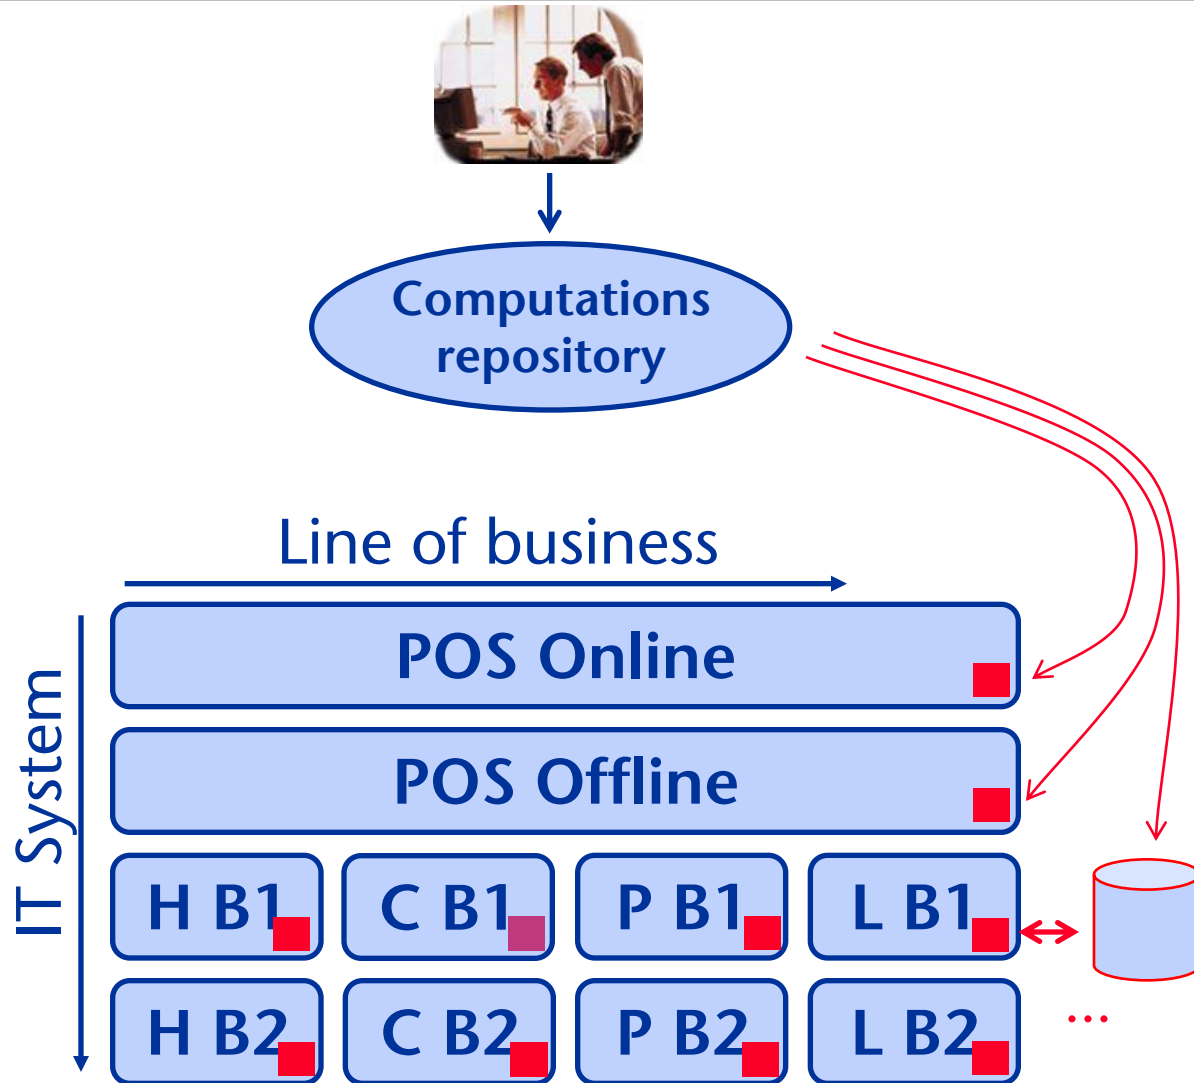 Computations
repository
Line of business
IT System
POS Online
POS Offline
H B1 C B1 P B1 L B1
H B2 C B2 P B2 L B2
...